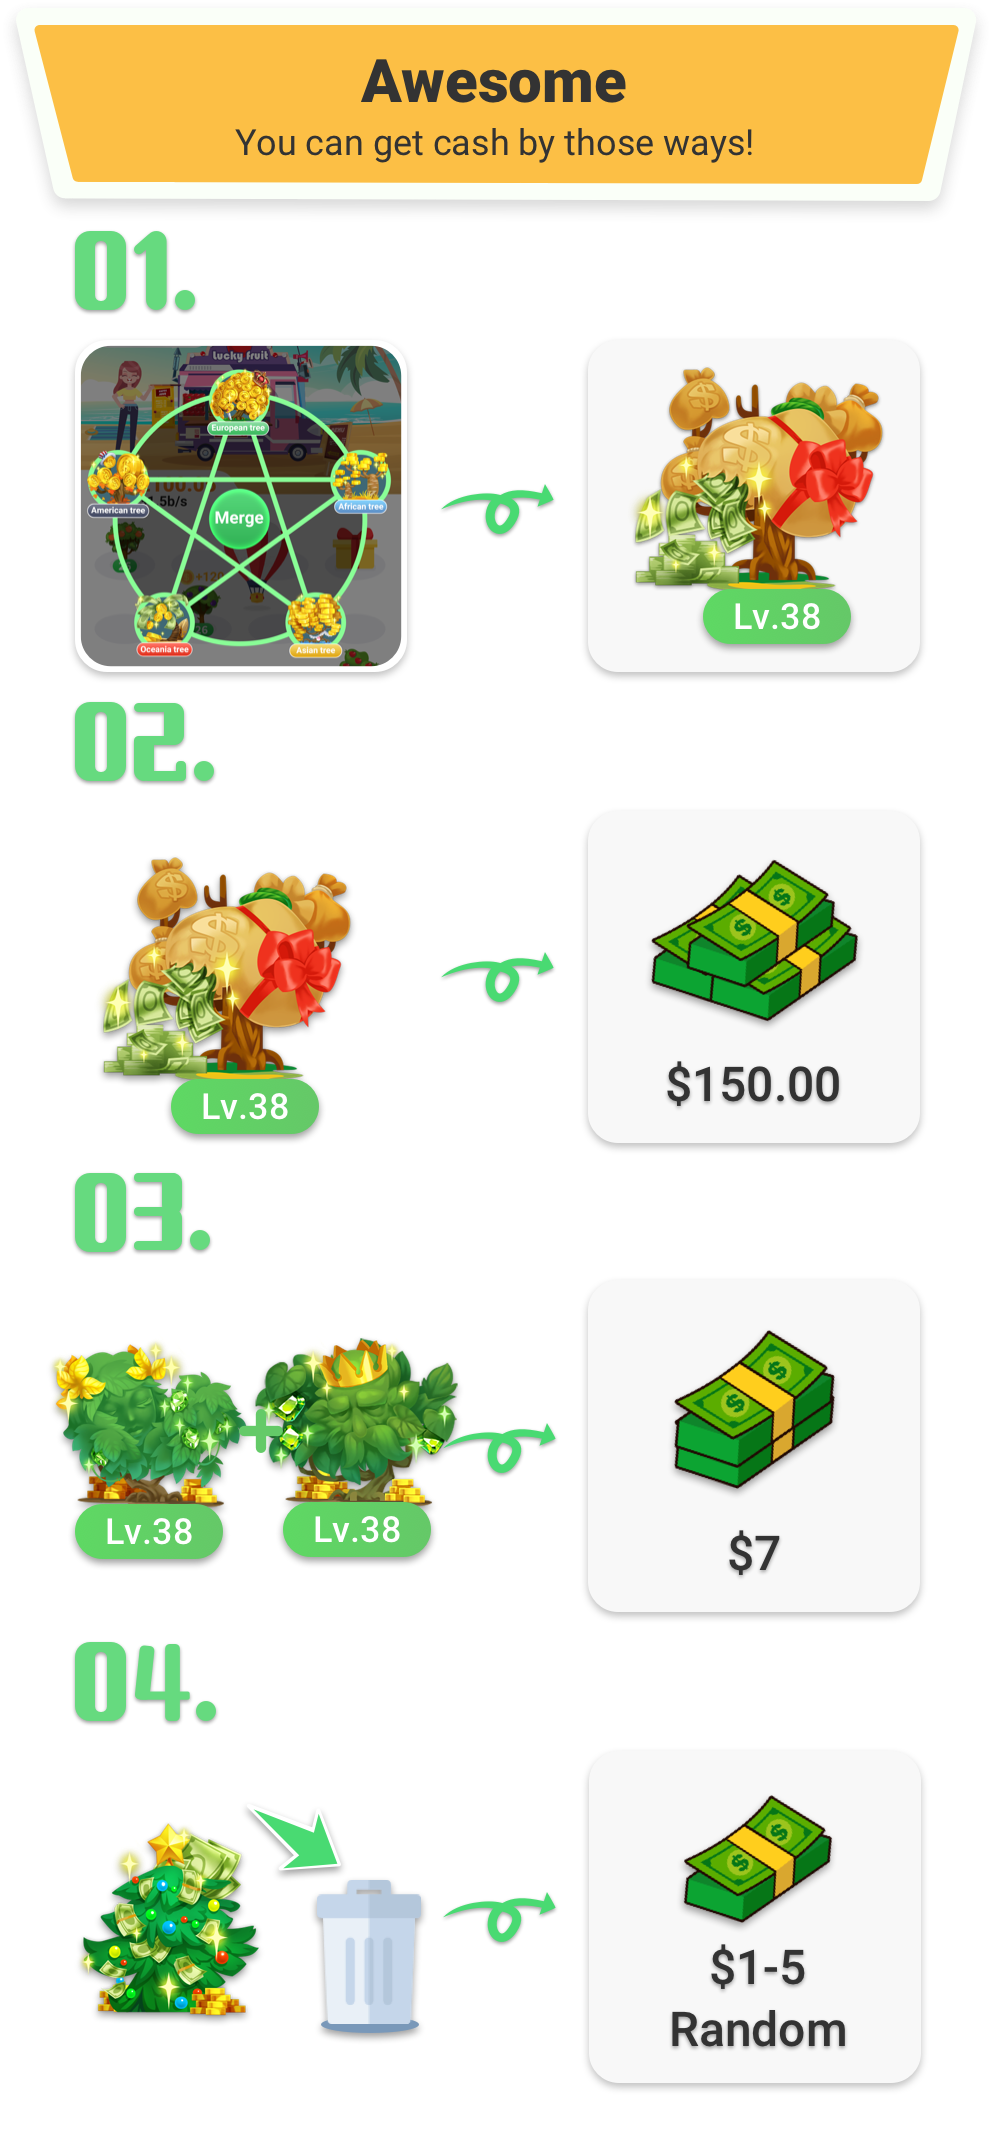 Awesome
You can get cash by those ways!
01.
Lucky fruit
European tree
American tree
African tree
1.5b/s
Merge
Oceania tree
Asian tree
Lv.38
02.
Lv.38
$150.00
03.
Lv.38
Lv.38
$7
04.
$1-5
Random